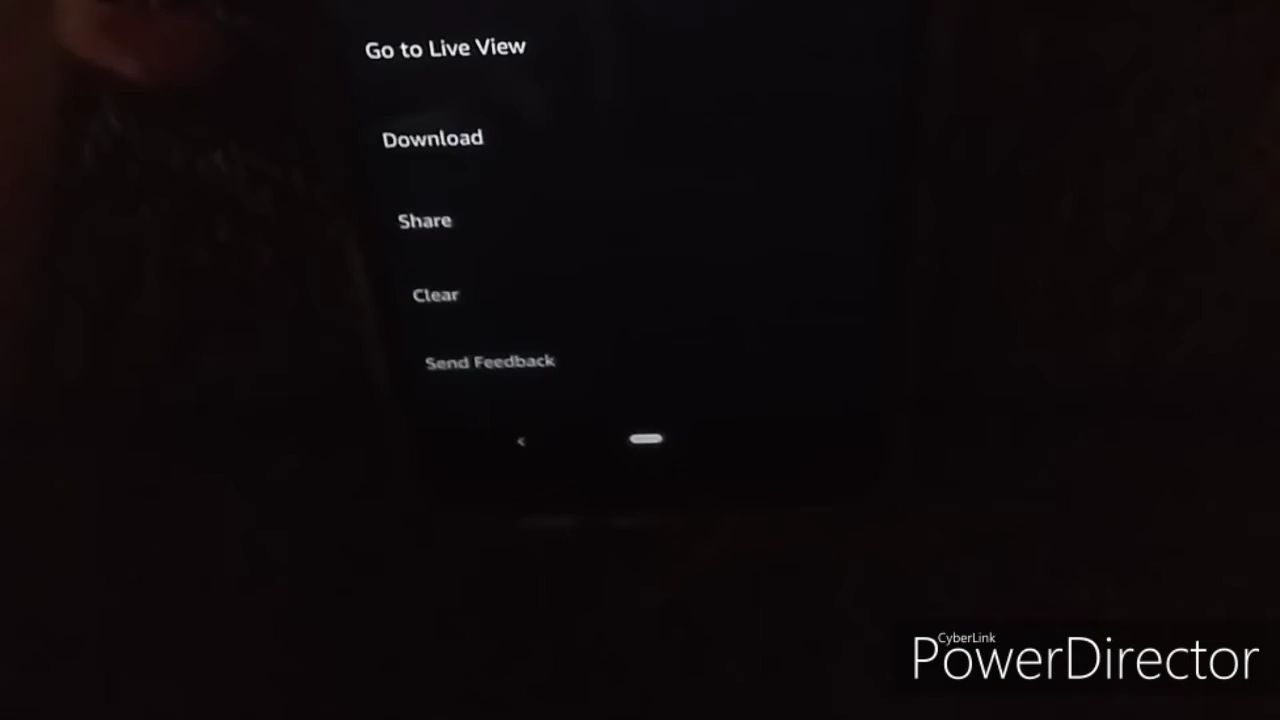 Go to Live View
Download
Share
Clear
Send Feedback
CyberLink
PowerDirector